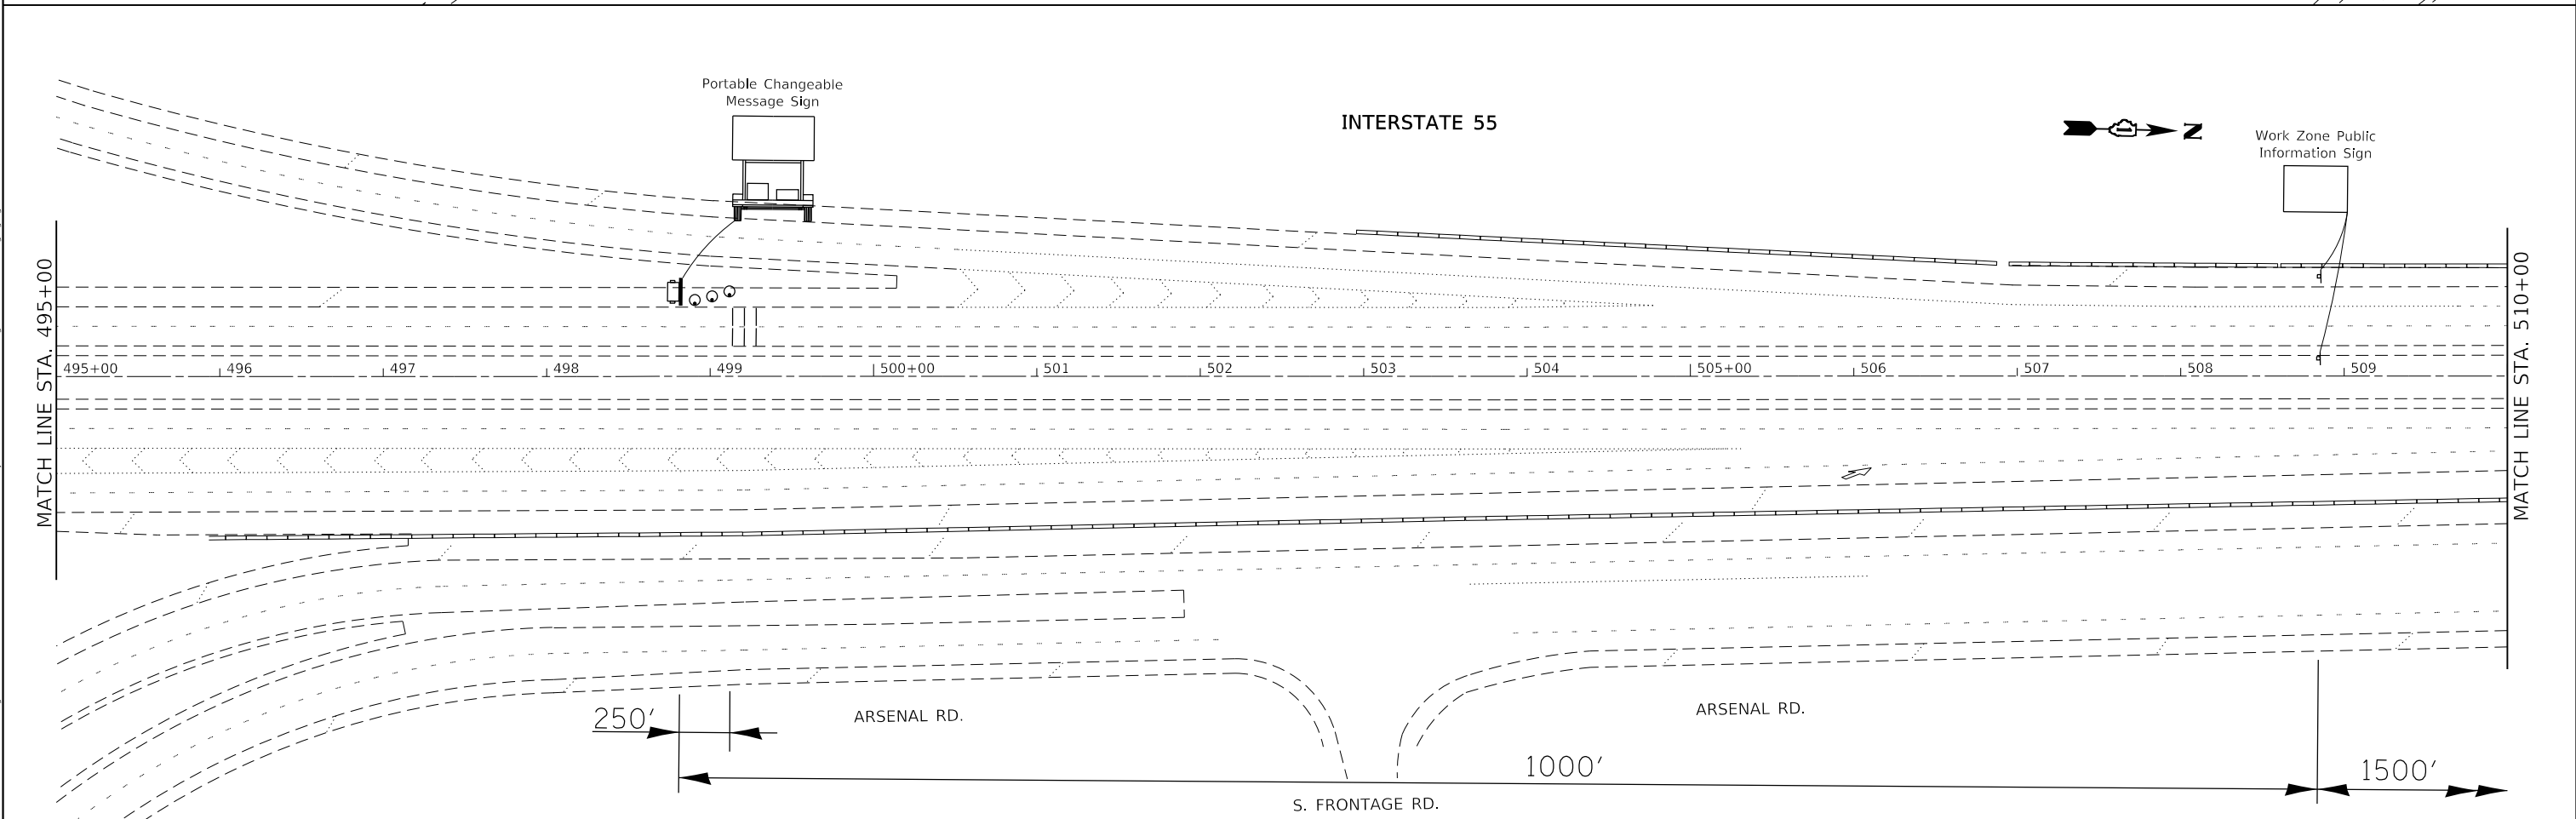 Portable Changeable
Message Sign
INTERSTATE 55
N
Work Zone Public
Information Sign
MATCH LINE STA. 495+00
MATCH LINE STA. 510+00
495+00 496 497 498 499 500+00 501 502 503 504 505+00 506 507 508 509
250'
ARSENAL RD.
ARSENAL RD.
1000'
1500'
S. FRONTAGE RD.